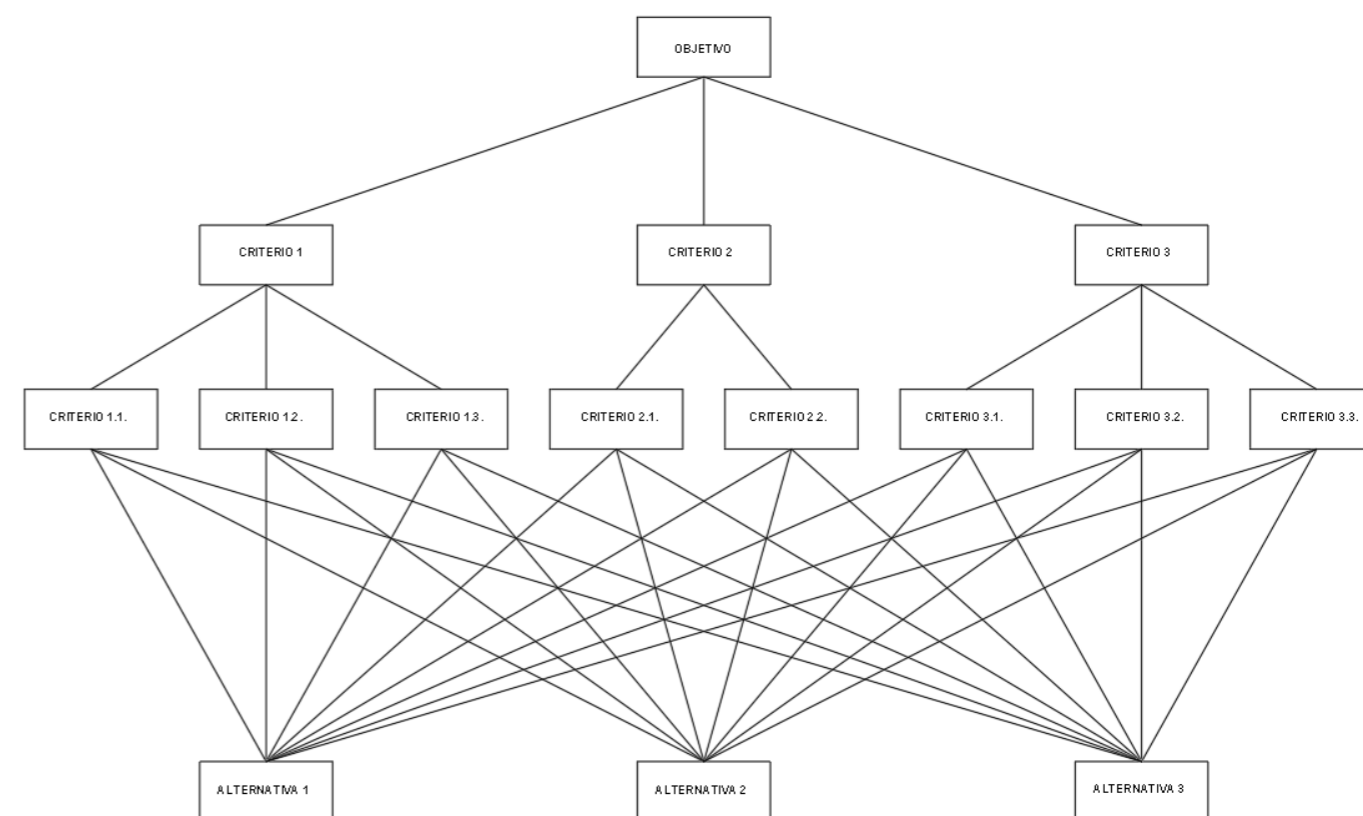 OBJETIVO
CRITERIO 1
CRITERIO 2
CRITERIO 3
CRITERIO 1.1.
CRITERIO 1.2.
CRITERIO 1.3.
CRITERIO 2.1.
CRITERIO 2.2.
CRITERIO 3.1.
CRITERIO 3.2.
CRITERIO 3.3.
ALTERNATIVA 1
ALTERNATIVA 2
ALTERNATIVA 3